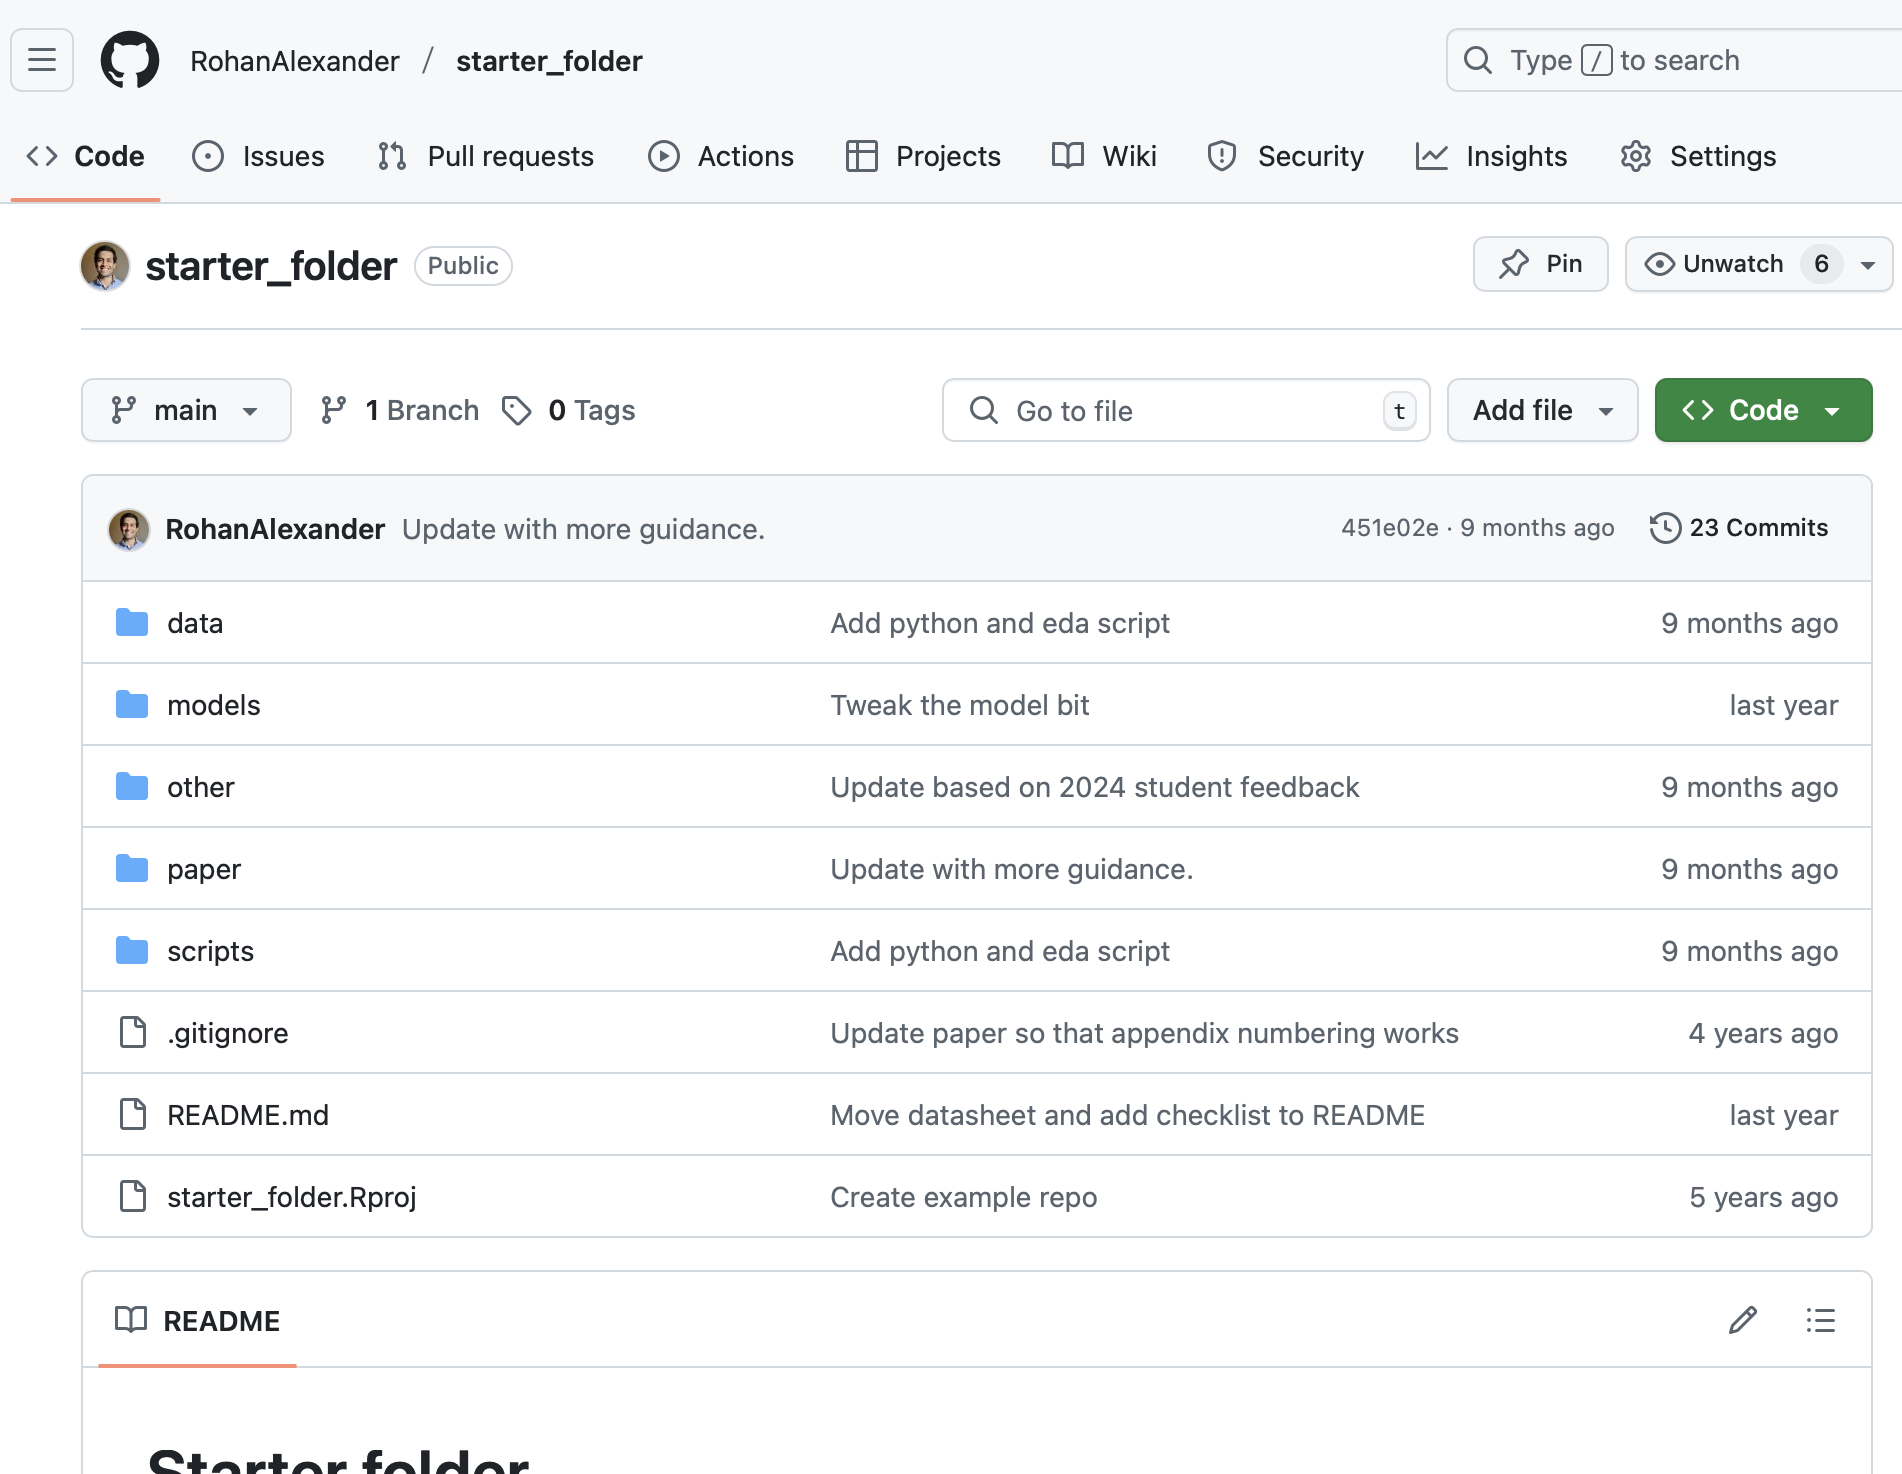 RohanAlexander / starter_folder
Type / to search
Code Issues Pull requests Actions Projects Wiki Security Insights Settings
starter_folder Public
Pin Unwatch 6
main 1 Branch 0 Tags
Go to file t Add file Code
RohanAlexander Update with more guidance. 451e02e · 9 months ago 23 Commits
data Add python and eda script 9 months ago
models Tweak the model bit last year
other Update based on 2024 student feedback 9 months ago
paper Update with more guidance. 9 months ago
scripts Add python and eda script 9 months ago
.gitignore Update paper so that appendix numbering works 4 years ago
README.md Move datasheet and add checklist to README last year
starter_folder.Rproj Create example repo 5 years ago
README
Starter folder